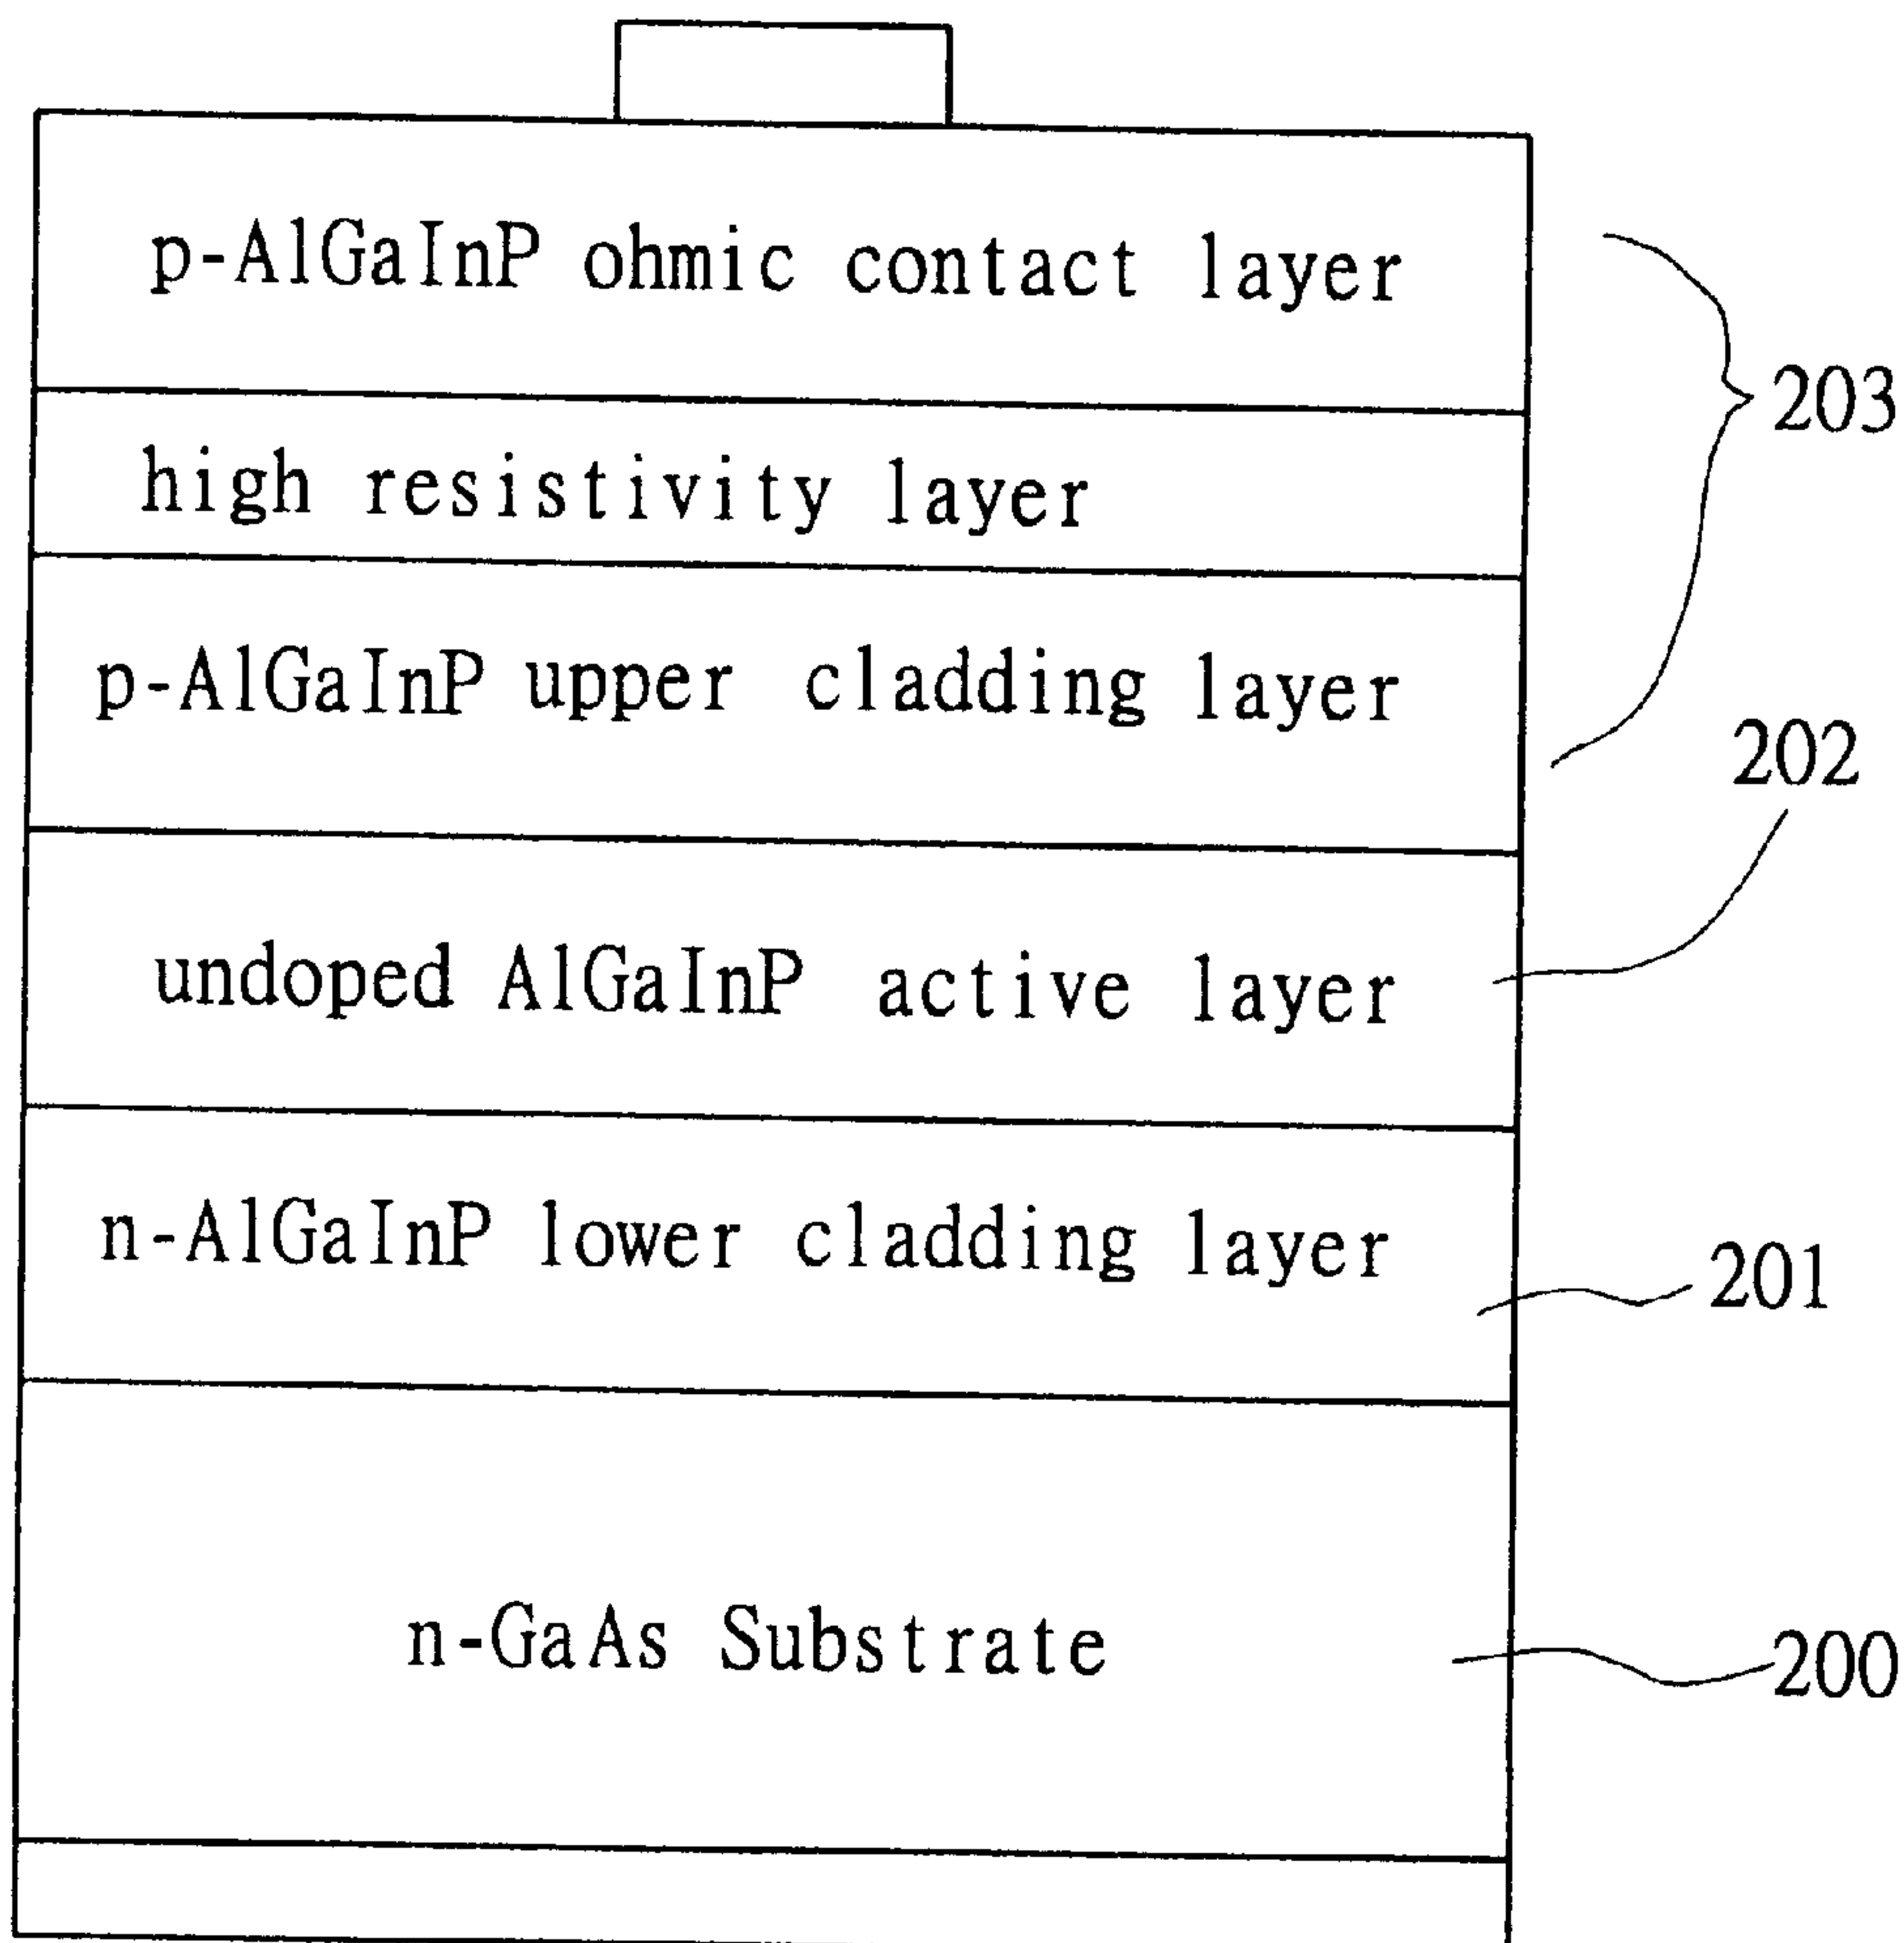 p-AlGaInP ohmic contact layer
203
high resistivity layer
p-AlGaInP upper cladding layer
202
undoped AlGaInP active layer
n-AlGaInP lower cladding layer
201
n-GaAs Substrate
200